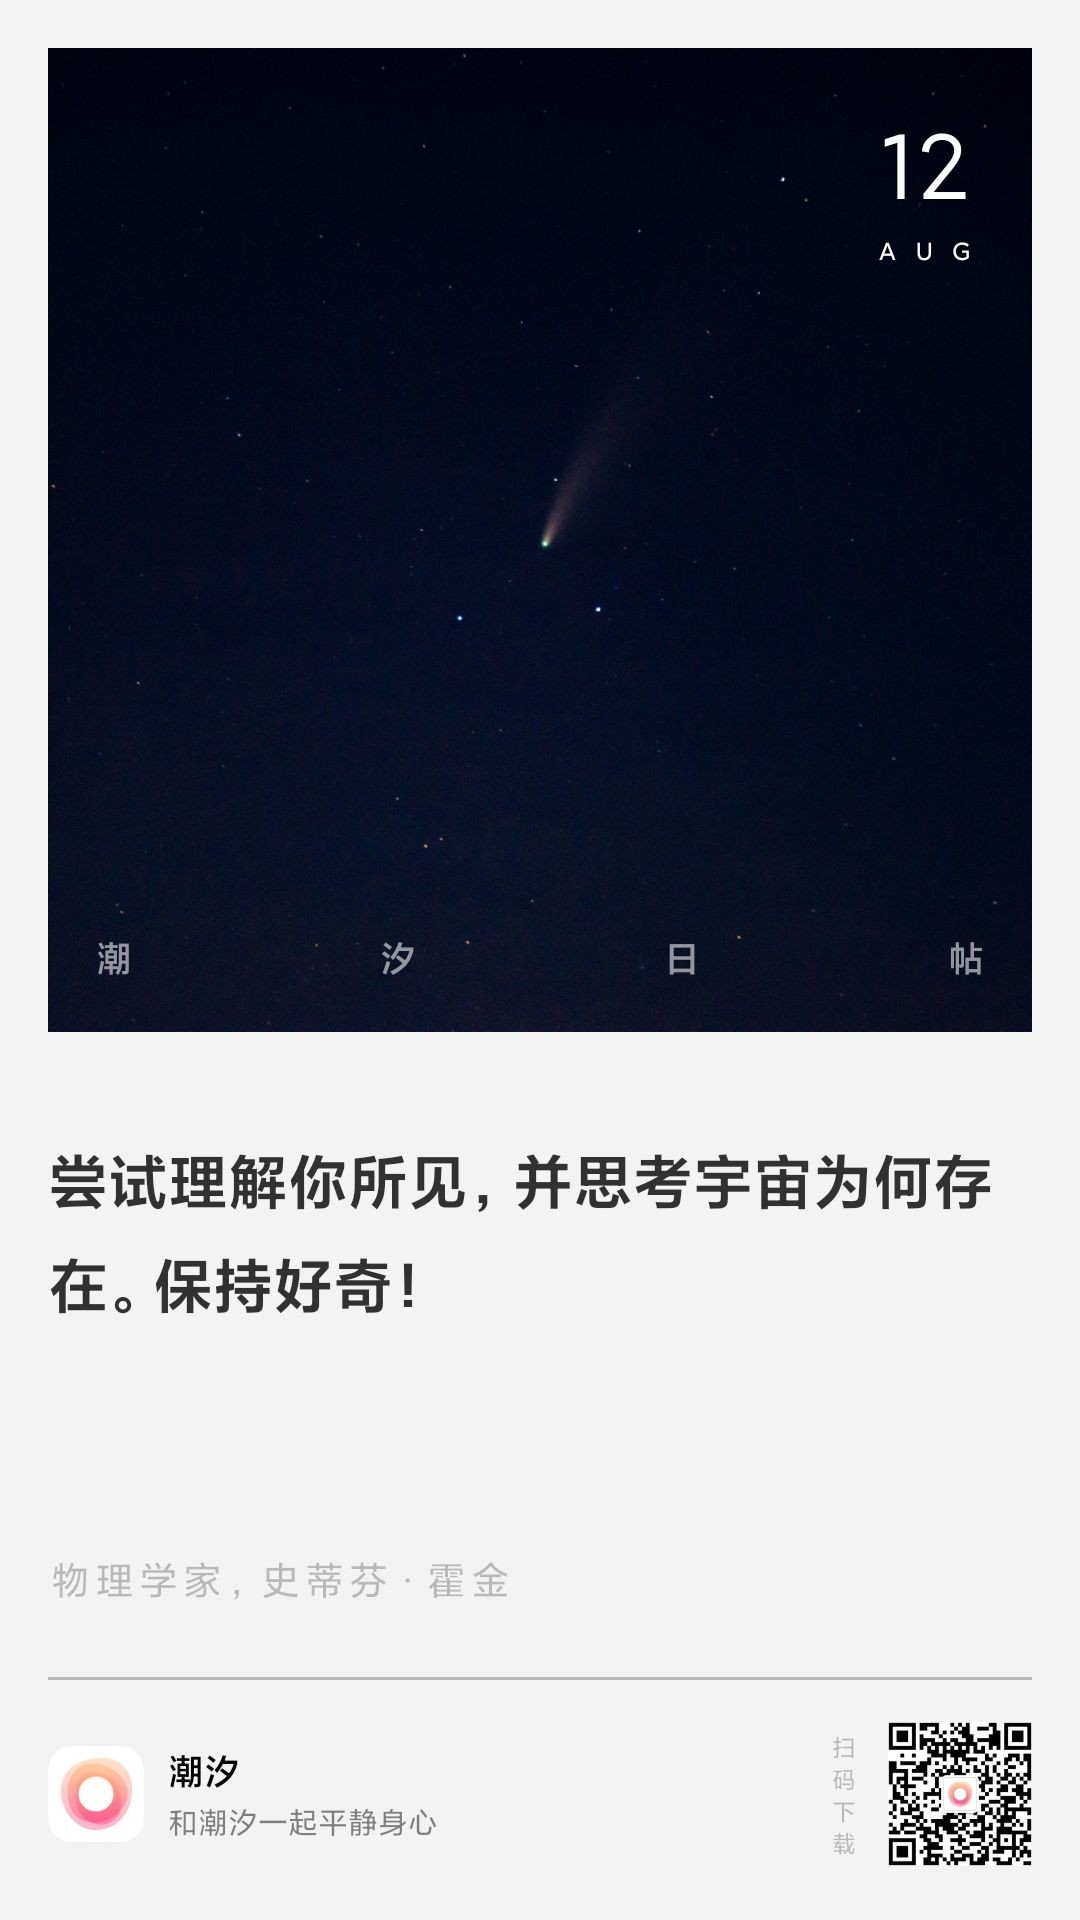 12
AUG
潮汐日帖
尝试理解你所见，并思考宇宙为何存
在。保持好奇！
物理学家，史蒂芬·霍金
潮汐
和潮汐一起平静身心
扫码下载